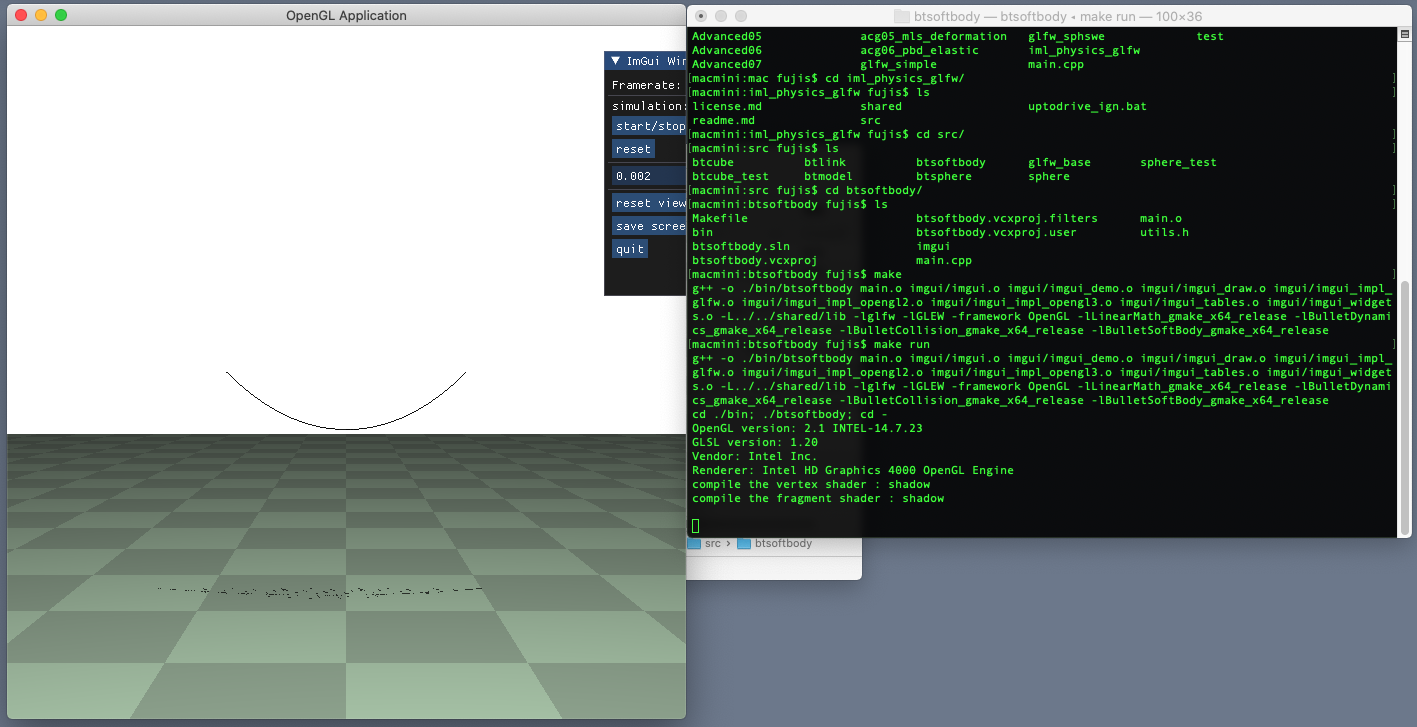 OpenGL Application
ImGui Win
Framerate:
simulation:
start/stop
reset
0.002
reset view
save scree
quit
btsoftbody — btsoftbody • make run — 100×36
Advanced05 acg05_mls_deformation glfw_sphswe test
Advanced06 acg06_pbd_elastic iml_physics_glfw
Advanced07 glfw_simple main.cpp
[macmini:mac fujis$ cd iml_physics_glfw/ ]
[macmini:iml_physics_glfw fujis$ ls ]
license.md shared uptodrive_ign.bat
readme.md src
[macmini:iml_physics_glfw fujis$ cd src/ ]
[macmini:src fujis$ ls ]
btcube btlink btsoftbody glfw_base sphere_test
btcube_test btmodel btsphere sphere
[macmini:src fujis$ cd btsoftbody/ ]
[macmini:btsoftbody fujis$ ls ]
Makefile btsoftbody.vcxproj.filters main.o
bin btsoftbody.vcxproj.user utils.h
btsoftbody.sln imgui
btsoftbody.vcxproj main.cpp
[macmini:btsoftbody fujis$ make ]
g++ -o ./bin/btsoftbody main.o imgui/imgui.o imgui/imgui_demo.o imgui/imgui_draw.o imgui/imgui_impl_
glfw.o imgui/imgui_impl_opengl2.o imgui/imgui_impl_opengl3.o imgui/imgui_tables.o imgui/imgui_widget
s.o -L../../shared/lib -lglfw -lGLEW -framework OpenGL -lLinearMath_gmake_x64_release -lBulletDynami
cs_gmake_x64_release -lBulletCollision_gmake_x64_release -lBulletSoftBody_gmake_x64_release
[macmini:btsoftbody fujis$ make run ]
g++ -o ./bin/btsoftbody main.o imgui/imgui.o imgui/imgui_demo.o imgui/imgui_draw.o imgui/imgui_impl_
glfw.o imgui/imgui_impl_opengl2.o imgui/imgui_impl_opengl3.o imgui/imgui_tables.o imgui/imgui_widget
s.o -L../../shared/lib -lglfw -lGLEW -framework OpenGL -lLinearMath_gmake_x64_release -lBulletDynami
cs_gmake_x64_release -lBulletCollision_gmake_x64_release -lBulletSoftBody_gmake_x64_release
cd ./bin; ./btsoftbody; cd -
OpenGL version: 2.1 INTEL-14.7.23
GLSL version: 1.20
Vendor: Intel Inc.
Renderer: Intel HD Graphics 4000 OpenGL Engine
compile the vertex shader : shadow
compile the fragment shader : shadow
src › btsoftbody